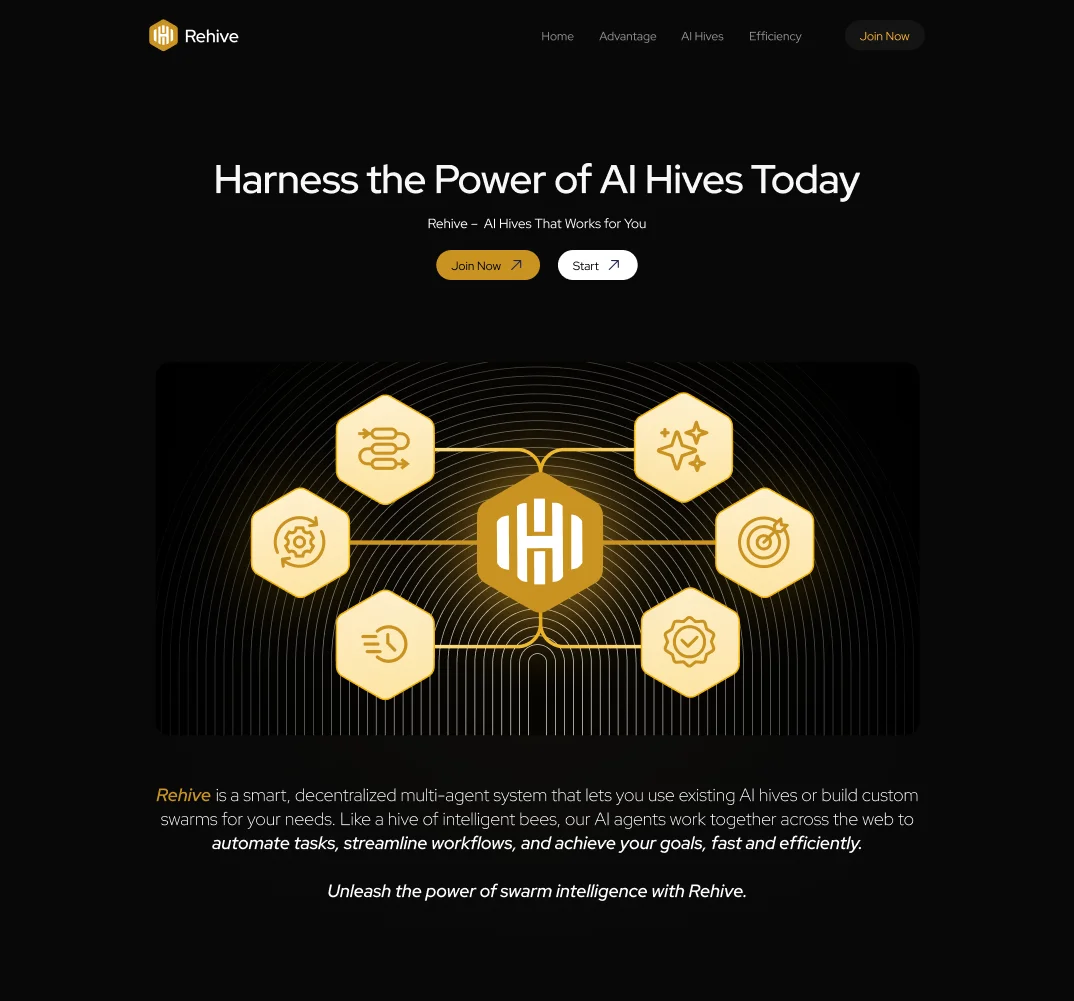 Rehive
Home Advantage AI Hives Efficiency Join Now
Harness the Power of AI Hives Today
Rehive – AI Hives That Works for You
Join Now Start
Rehive is a smart, decentralized multi-agent system that lets you use existing AI hives or build custom
swarms for your needs. Like a hive of intelligent bees, our AI agents work together across the web to
automate tasks, streamline workflows, and achieve your goals, fast and efficiently.
Unleash the power of swarm intelligence with Rehive.